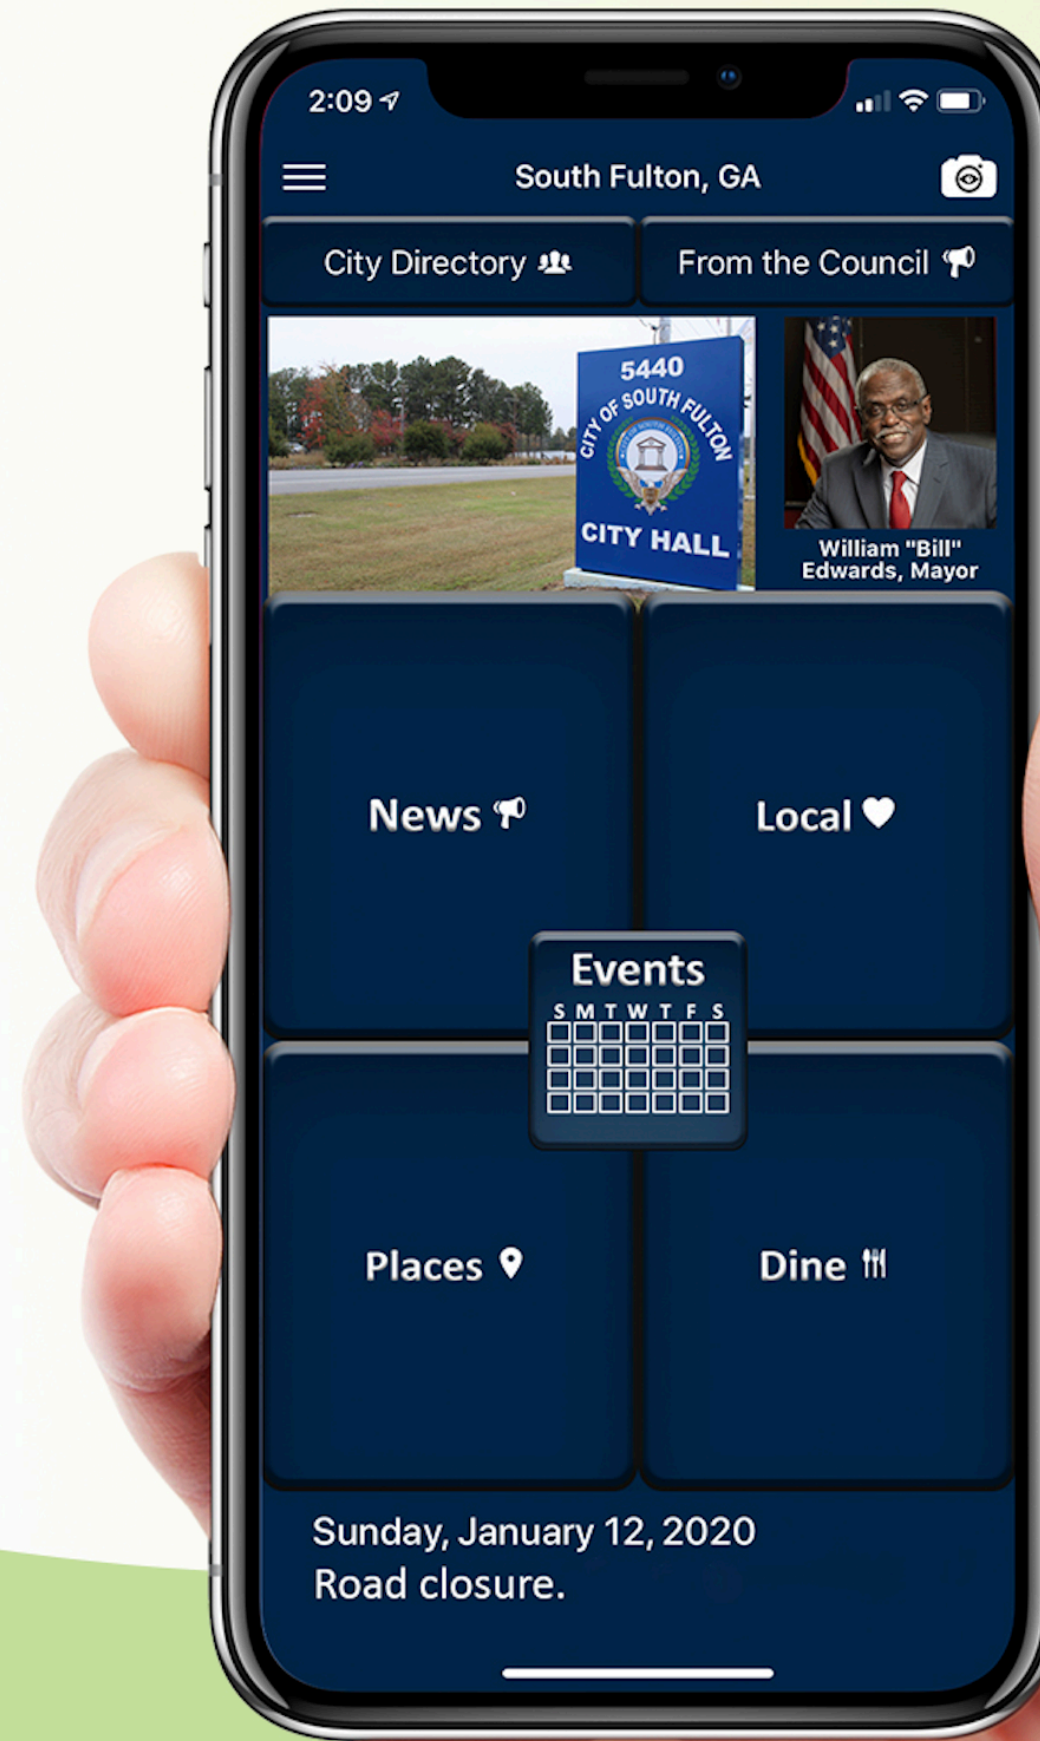 2:09
South Fulton, GA
City Directory
From the Council
5440
CITY OF SOUTH FULTON
CITY HALL
William "Bill"
Edwards, Mayor
News
Local
Events
S M T W T F S
Places
Dine
Sunday, January 12, 2020
Road closure.